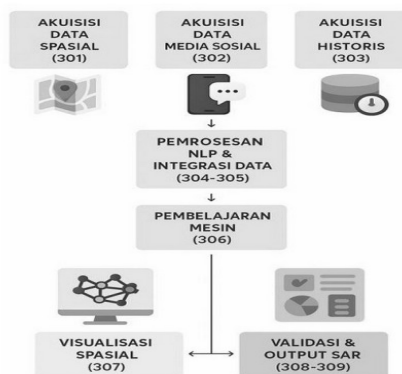 AKUISISI
DATA
SPASIAL
(301)
AKUISISI
DATA
MEDIA SOSIAL
(302)
AKUISISI
DATA
HISTORIS
(303)
PEMROSESAN
NLP &
INTEGRASI DATA
(304-305)
PEMBELAJARAN
MESIN
(306)
VISUALISASI
SPASIAL
(307)
VALIDASI &
OUTPUT SAR
(308-309)